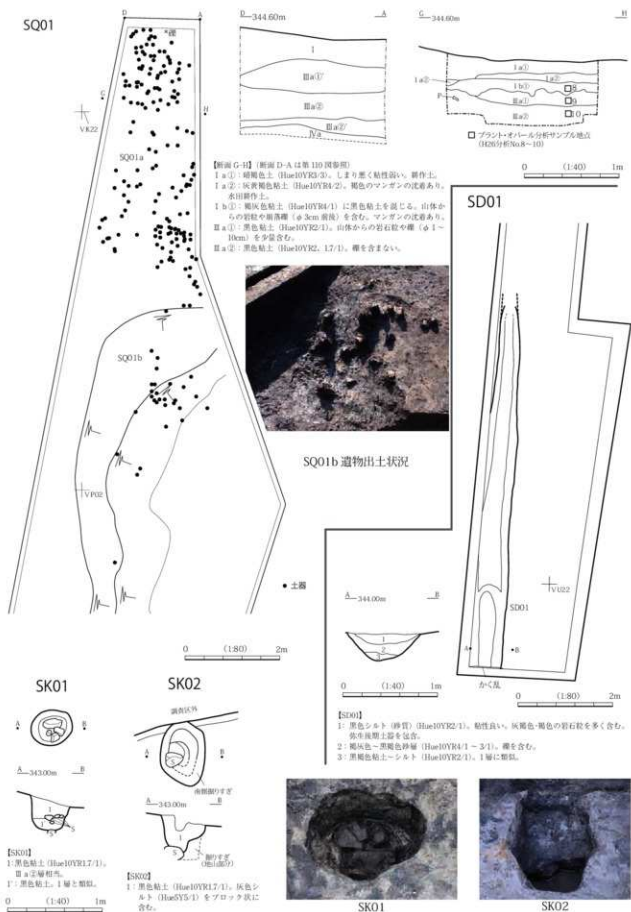 SQ01
D
A
礫
G
H
VK22
SQ01a
SQ01b
VP02
● 土器
0 (1:80) 2m
D 344.60m A
Ⅰ
Ⅲa①'
Ⅲa②
Ⅲa②'
Ⅳa
G 344.60m H
Ⅰa①
Ⅰa②
Ⅰa②
Ⅰb①
P
Ⅲa①
Ⅲa②
8
9
10
□ プラント・オパール分析サンプル地点
(H26分析No.8～10)
0 (1:40) 1m
【断面 G-H】(断面 D-A は第 110 図参照)
Ⅰa①:暗褐色土 (Hue10YR3/3)。しまり悪く粘性弱い。耕作土。
Ⅰa②:灰黄褐色粘土 (Hue10YR4/2)。褐色のマンガンの沈着あり。
水田耕作土。
Ⅰb①:褐灰色粘土 (Hue10YR4/1) に黒色粘土を混じる。山体か
らの岩粒や崩落礫 (φ3cm 前後) を含む。マンガンの沈着あり。
Ⅲa①:黒色粘土 (Hue10YR2/1)。山体からの岩石粒や礫 (φ1～
10cm) を少量含む。
Ⅲa②:黒色粘土 (Hue10YR2、1.7/1)。礫を含まない。
SQ01b 遺物出土状況
SD01
VU22
SD01
A
B
かく乱
A 344.00m B
1
2
3
0 (1:40) 1m
0 (1:80) 2m
【SD01】
1:黒色シルト (砂質) (Hue10YR2/1)。粘性良い。灰褐色・褐色の岩石粒を多く含む。
弥生後期土器を包含。
2:褐灰色～黒褐色砂層 (Hue10YR4/1～3/1)。礫を含む。
3:黒褐色粘土～シルト (Hue10YR2/1)。1層に類似。
SK01
A
B
A 343.00m B
1
1'
S
S
【SK01】
1:黒色粘土 (Hue10YR1.7/1)。
Ⅲa②層相当。
1':黒色粘土。1層と類似。
0 (1:40) 1m
SK02
調査区外
A
B
南側掘りすぎ
A 343.00m B
1
S
掘りすぎ
(地山部分)
【SK02】
1:黒色粘土 (Hue10YR1.7/1)。灰色シ
ルト (Hue5Y5/1) をブロック状に
含む。
SK01
SK02